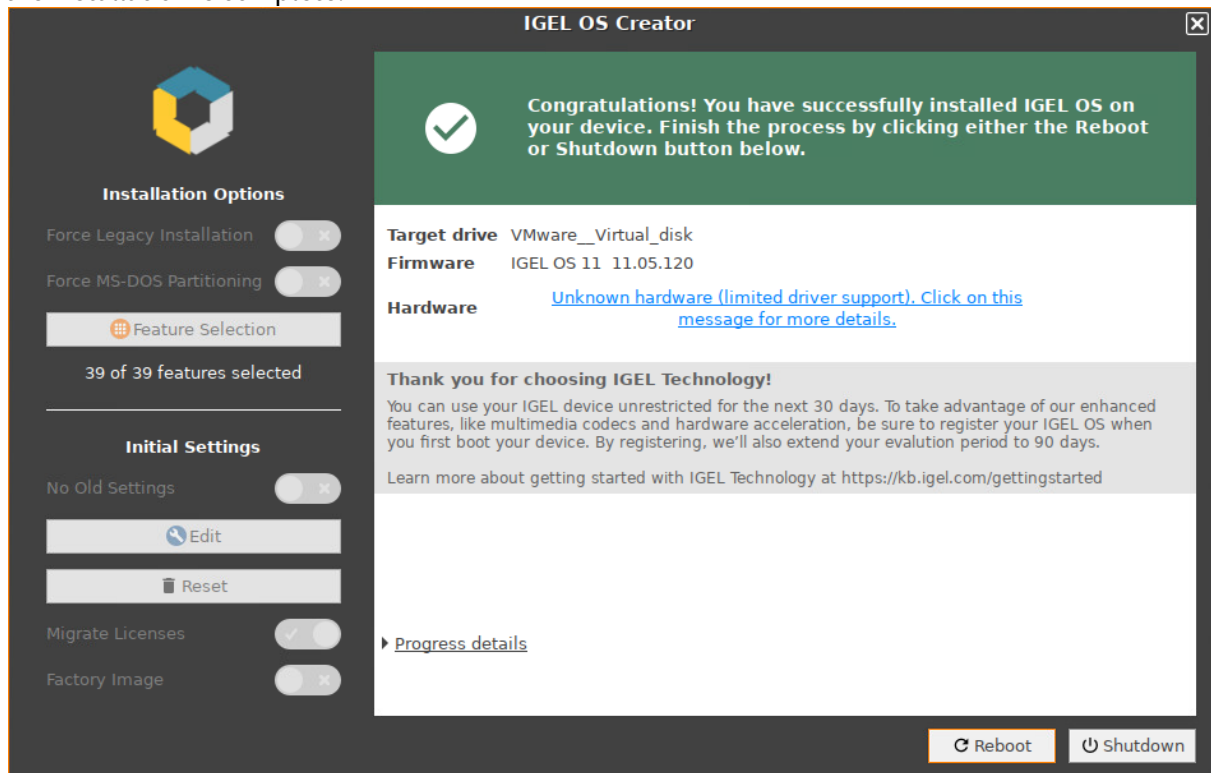 IGEL OS Creator
Installation Options
Force Legacy Installation
Force MS-DOS Partitioning
Feature Selection
39 of 39 features selected
Initial Settings
No Old Settings
Edit
Reset
Migrate Licenses
Factory Image
Congratulations! You have successfully installed IGEL OS on
your device. Finish the process by clicking either the Reboot
or Shutdown button below.
Target drive VMware__Virtual_disk
Firmware IGEL OS 11 11.05.120
Hardware Unknown hardware (limited driver support). Click on this
message for more details.
Thank you for choosing IGEL Technology!
You can use your IGEL device unrestricted for the next 30 days. To take advantage of our enhanced
features, like multimedia codecs and hardware acceleration, be sure to register your IGEL OS when
you first boot your device. By registering, we'll also extend your evalution period to 90 days.
Learn more about getting started with IGEL Technology at https://kb.igel.com/gettingstarted
Progress details
Reboot
Shutdown